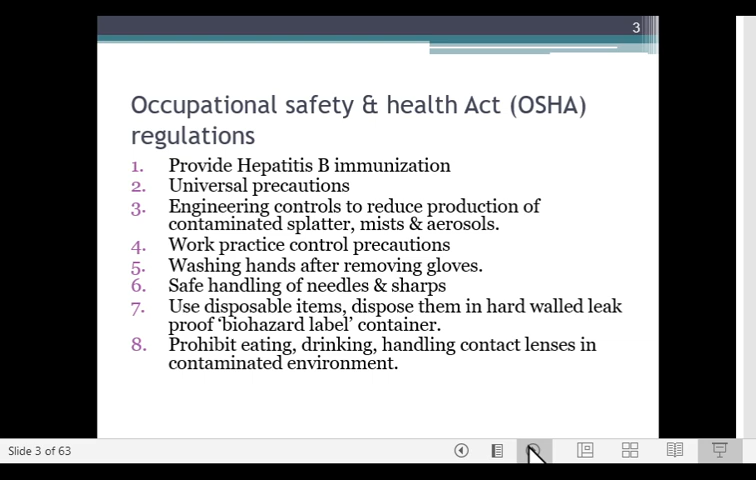 3
Occupational safety & health Act (OSHA)
regulations
1. Provide Hepatitis B immunization
2. Universal precautions
3. Engineering controls to reduce production of
contaminated splatter, mists & aerosols.
4. Work practice control precautions
5. Washing hands after removing gloves.
6. Safe handling of needles & sharps
7. Use disposable items, dispose them in hard walled leak
proof ‘biohazard label’ container.
8. Prohibit eating, drinking, handling contact lenses in
contaminated environment.
Slide 3 of 63